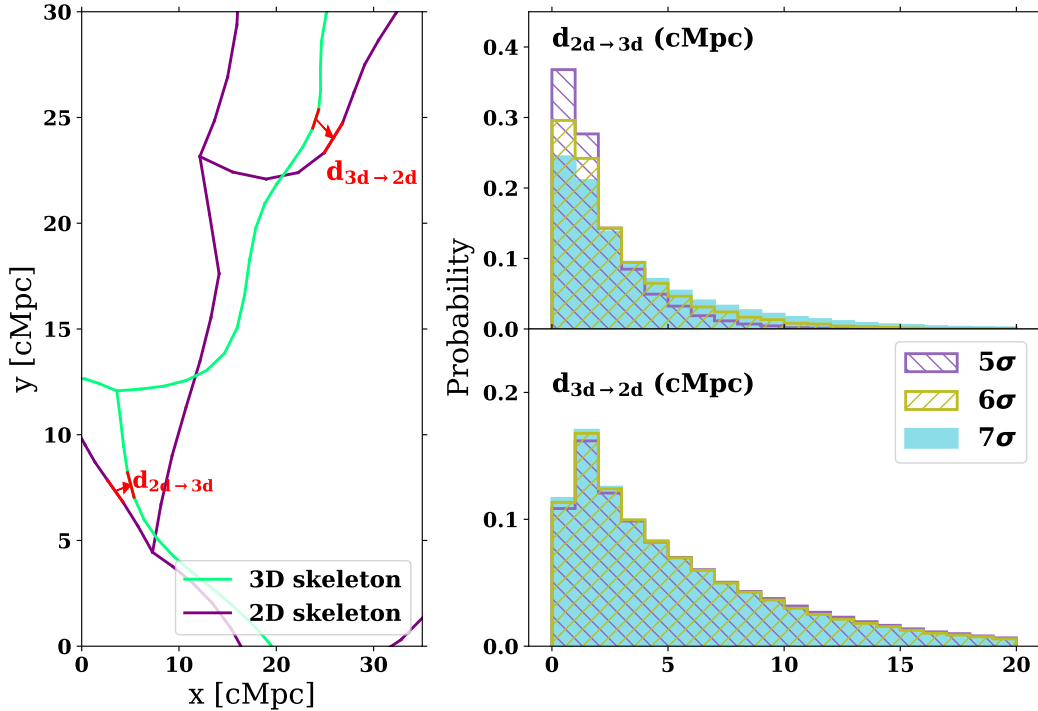 30
25
20
15
10
5
0
y [cMpc]
d3d→2d
d2d→3d
3D skeleton
2D skeleton
0 10 20 30
x [cMpc]
Probability
0.4
0.3
0.2
0.1
0.0
d2d→3d (cMpc)
0.2
0.1
0.0
d3d→2d (cMpc)
5σ
6σ
7σ
0 5 10 15 20